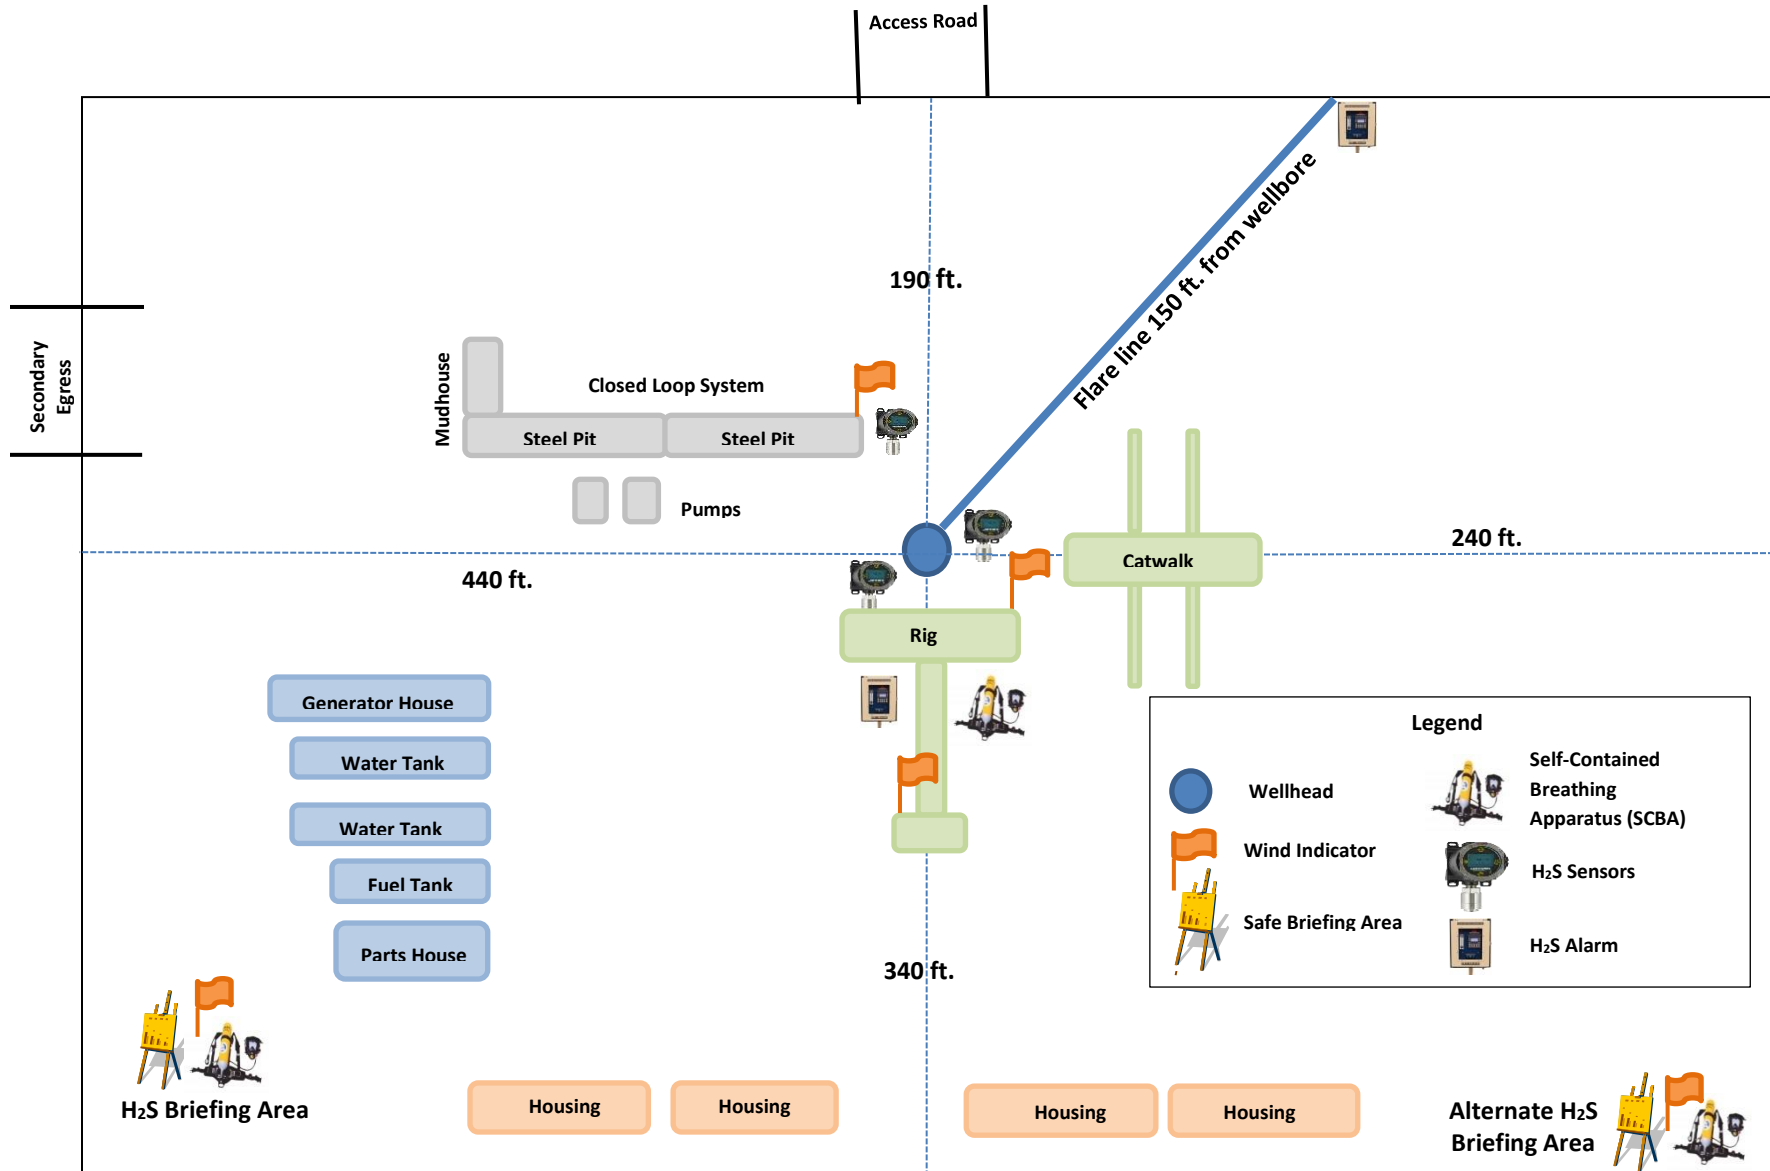 Access Road
190 ft.
Flare line 150 ft. from wellbore
Secondary
Egress
Mudhouse
Closed Loop System
Steel Pit
Steel Pit
Pumps
440 ft.
240 ft.
Catwalk
Rig
Generator House
Water Tank
Water Tank
Fuel Tank
Parts House
340 ft.
Legend
Wellhead
Wind Indicator
Safe Briefing Area
Self-Contained
Breathing
Apparatus (SCBA)
H2S Sensors
H2S Alarm
H2S Briefing Area
Housing
Housing
Housing
Housing
Alternate H2S
Briefing Area